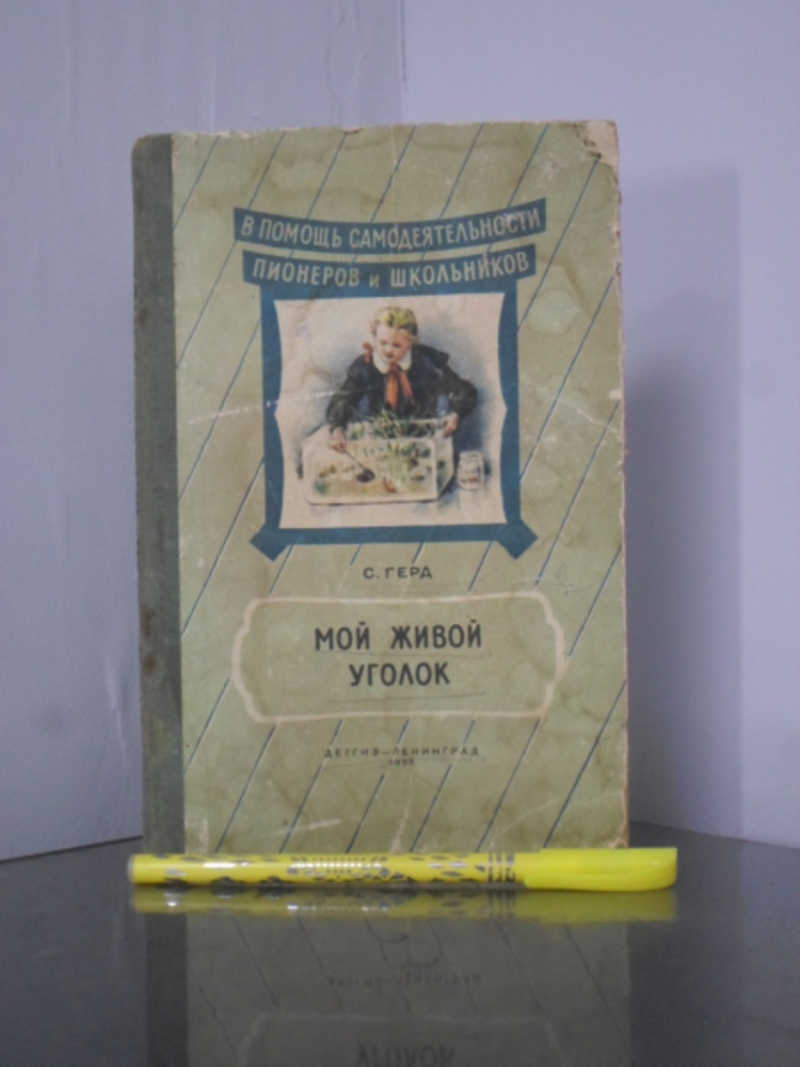 В ПОМОЩЬ САМОДЕЯТЕЛЬНОСТИ
ПИОНЕРОВ И ШКОЛЬНИКОВ
С. ГЕРД
МОЙ ЖИВОЙ
УГОЛОК
ДЕТГИЗ—ЛЕНИНГРАД